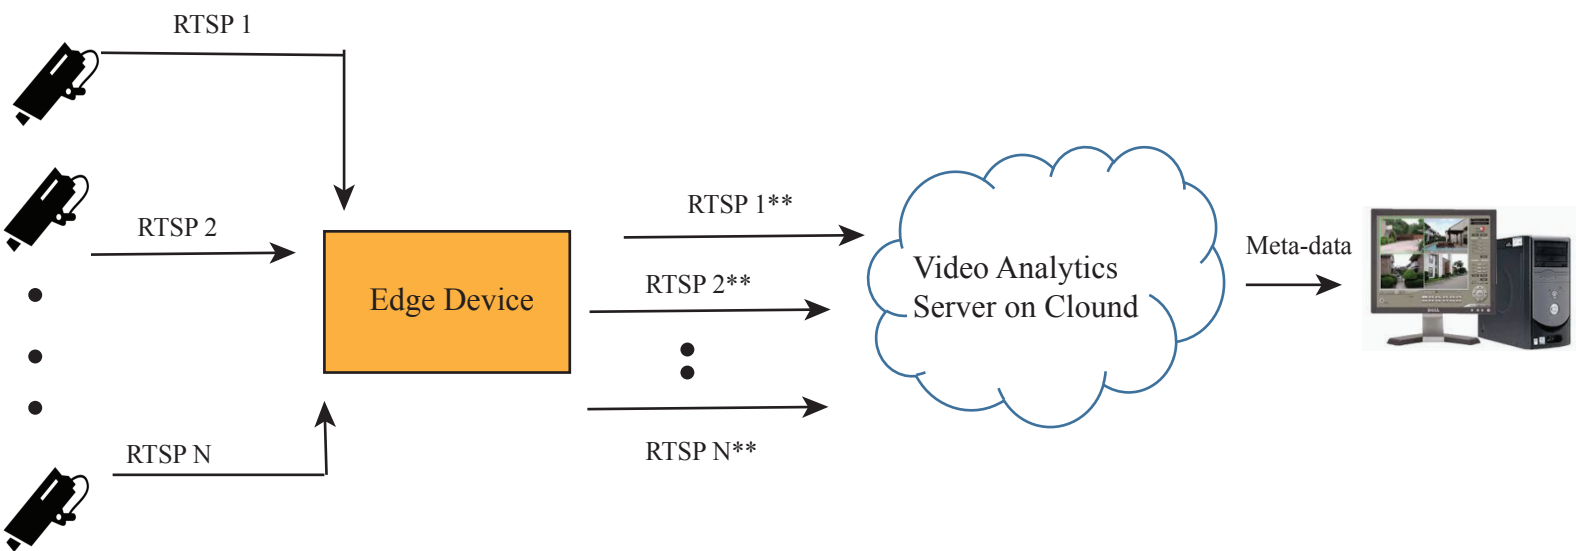 RTSP 1
RTSP 2
RTSP N
Edge Device
RTSP 1**
RTSP 2**
RTSP N**
Video Analytics
Server on Clound
Meta-data
DELL